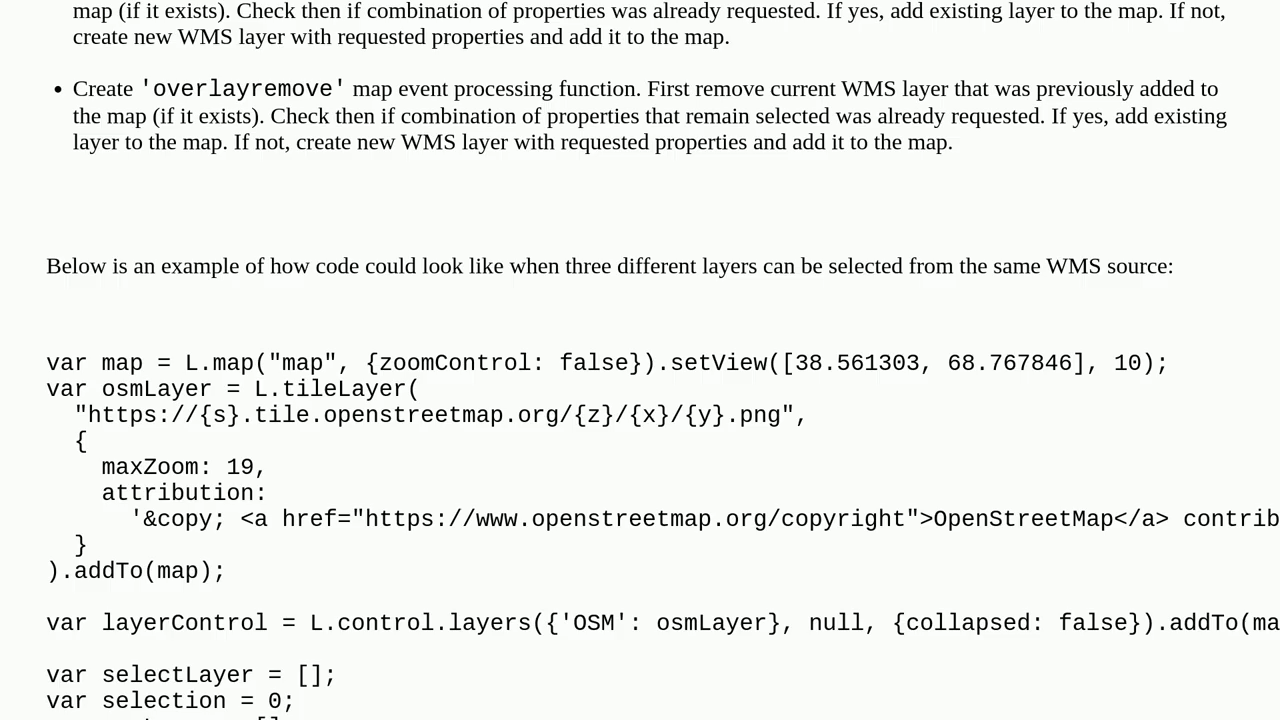 map (if it exists). Check then if combination of properties was already requested. If yes, add existing layer to the map. If not,
create new WMS layer with requested properties and add it to the map.
• Create 'overlayremove' map event processing function. First remove current WMS layer that was previously added to
the map (if it exists). Check then if combination of properties that remain selected was already requested. If yes, add existing
layer to the map. If not, create new WMS layer with requested properties and add it to the map.
Below is an example of how code could look like when three different layers can be selected from the same WMS source:
var map = L.map("map", {zoomControl: false}).setView([38.561303, 68.767846], 10);
var osmLayer = L.tileLayer(
  "https://{s}.tile.openstreetmap.org/{z}/{x}/{y}.png",
  {
    maxZoom: 19,
    attribution:
      '&copy; <a href="https://www.openstreetmap.org/copyright">OpenStreetMap</a> contrib
  }
).addTo(map);
var layerControl = L.control.layers({'OSM': osmLayer}, null, {collapsed: false}).addTo(ma
var selectLayer = [];
var selection = 0;